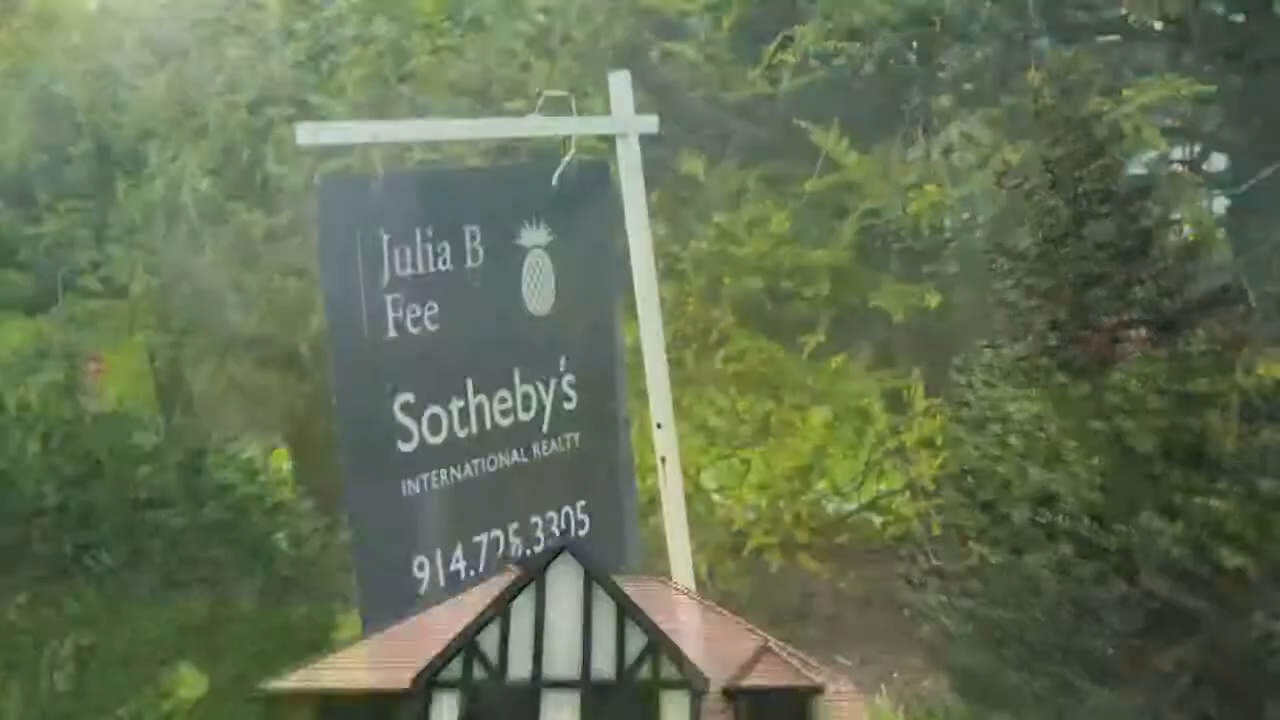 Julia B
Fee
Sotheby's
INTERNATIONAL REALTY
914.725.3305